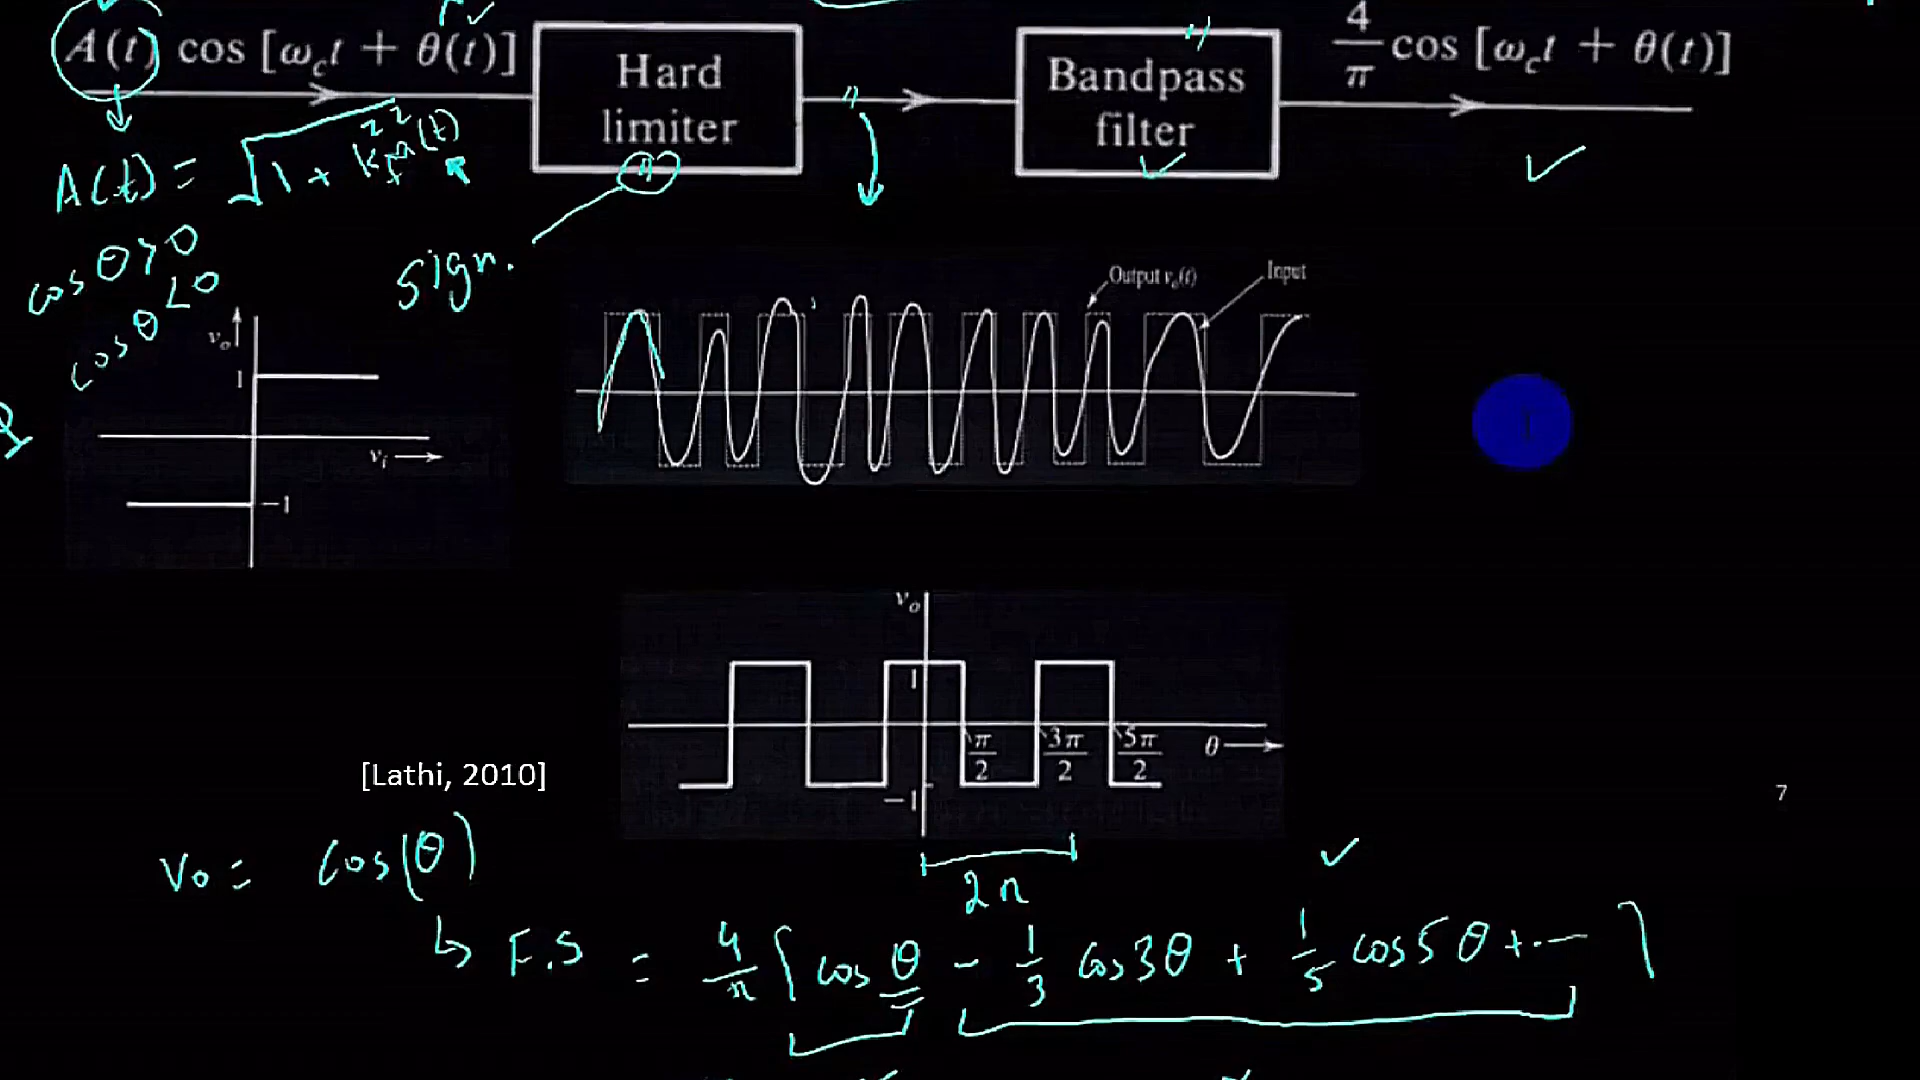 A(t) cos [ω_c t + θ(t)]
Hard limiter
Bandpass filter
4/π cos [ω_c t + θ(t)]
A(t) = √(1 + k_f² a²(t))
cos θ > 0
cos θ < 0
sign.
v_o
1
v_i
-1
Output v_o(t)
Input
v_o
1
π/2
3π/2
5π/2
θ
-1
[Lathi, 2010]
7
v_o = cos(θ)
2π
F.S = 4/π [cos θ - 1/3 cos 3θ + 1/5 cos 5θ + ... ]